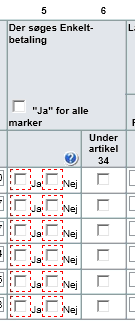 5 6
Der søges Enkelt-
betaling
"Ja" for alle
marker
Under
artikel
34
Ja Nej
Ja Nej
Ja Nej
Ja Nej
Ja Nej
Ja Nej